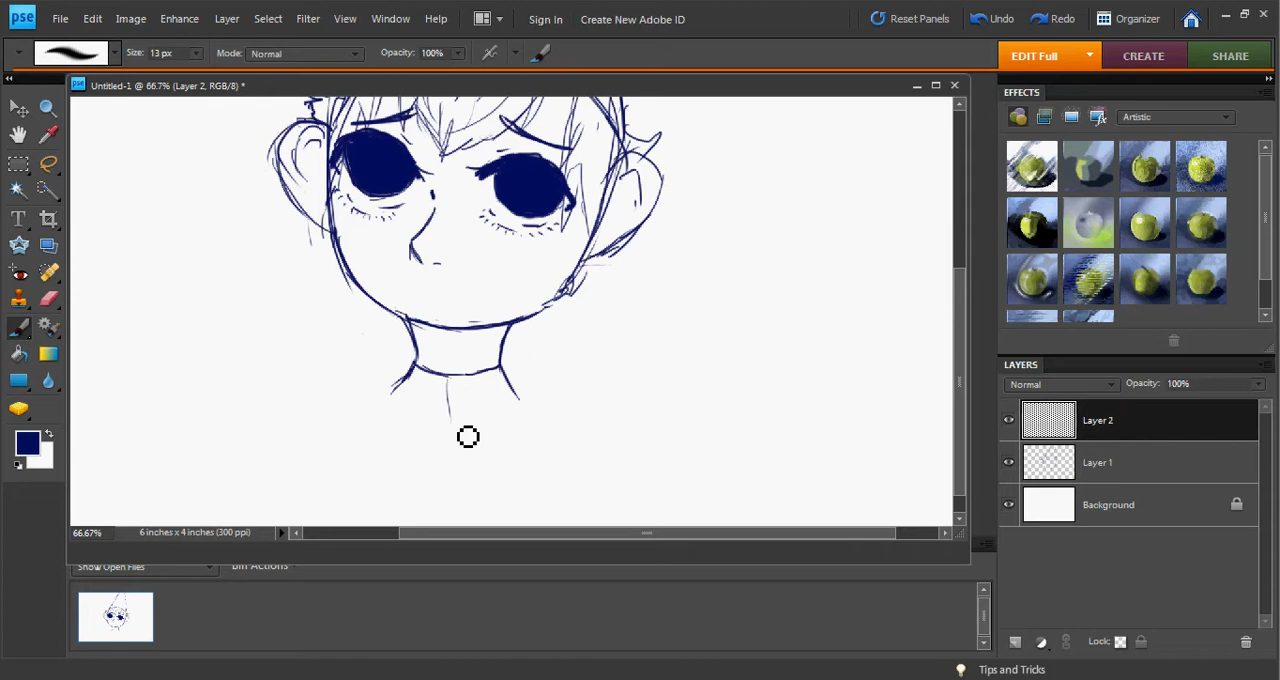 pse File Edit Image Enhance Layer Select Filter View Window Help Sign In Create New Adobe ID Reset Panels Undo Redo Organizer
Size: 13 px Mode: Normal Opacity: 100% EDIT Full CREATE SHARE
pse Untitled-1 @ 66.7% (Layer 2, RGB/8) * EFFECTS
Artistic
LAYERS
Normal Opacity: 100%
Layer 2
Layer 1
Background
66.67% 6 inches x 4 inches (300 ppi)
Show Open Files Bin Actions
Lock:
Tips and Tricks